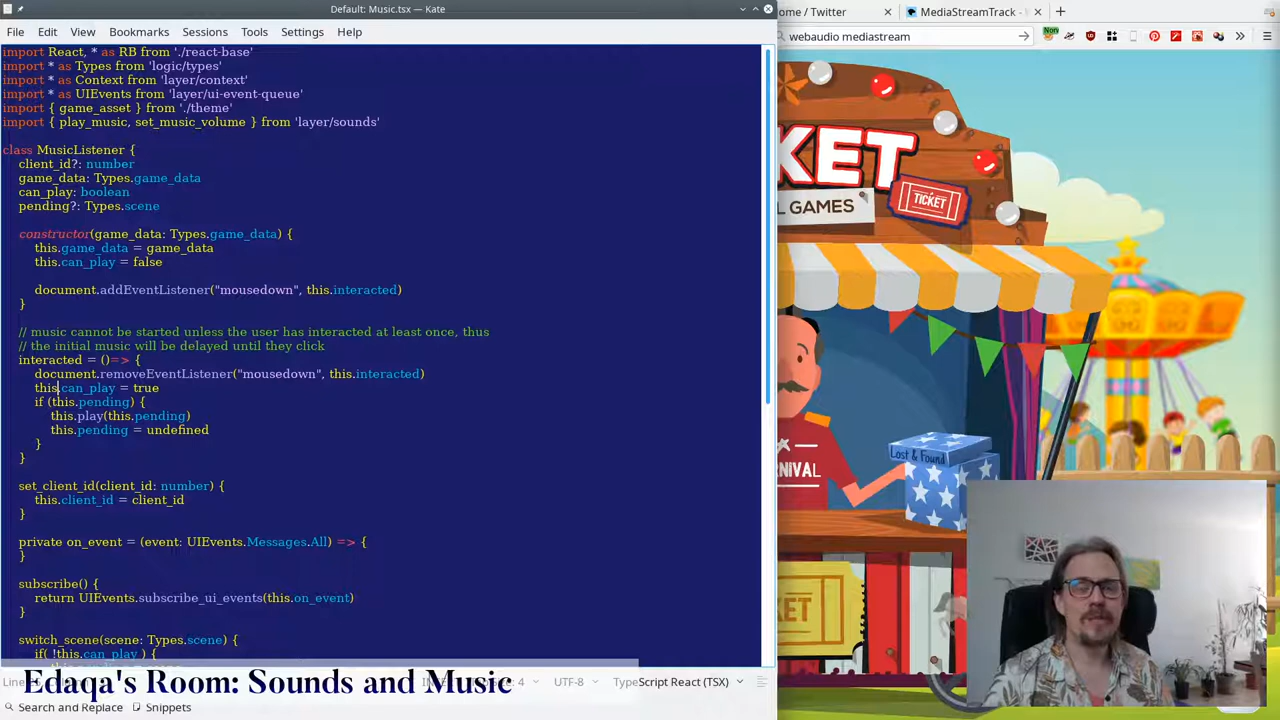 Default: Music.tsx — Kate
ome / Twitter
MediaStreamTrack - W
File Edit View Bookmarks Sessions Tools Settings Help
webaudio mediastream
import React, * as RB from './react-base'
import * as Types from 'logic/types'
import * as Context from 'layer/context'
import * as UIEvents from 'layer/ui-event-queue'
import { game_asset } from './theme'
import { play_music, set_music_volume } from 'layer/sounds'
class MusicListener {
client_id?: number
game_data: Types.game_data
can_play: boolean
pending?: Types.scene
constructor(game_data: Types.game_data) {
this.game_data = game_data
this.can_play = false
document.addEventListener("mousedown", this.interacted)
}
// music cannot be started unless the user has interacted at least once, thus
// the initial music will be delayed until they click
interacted = ()=> {
document.removeEventListener("mousedown", this.interacted)
this.can_play = true
if (this.pending) {
this.play(this.pending)
this.pending = undefined
}
}
set_client_id(client_id: number) {
this.client_id = client_id
}
private on_event = (event: UIEvents.Messages.All) => {
}
subscribe() {
return UIEvents.subscribe_ui_events(this.on_event)
}
switch_scene(scene: Types.scene) {
if( !this.can_play ) {
KET
L GAMES
TICKET
Lost & Found
NIVAL
Edaqa's Room: Sounds and Music
UTF-8
TypeScript React (TSX)
Search and Replace
Snippets